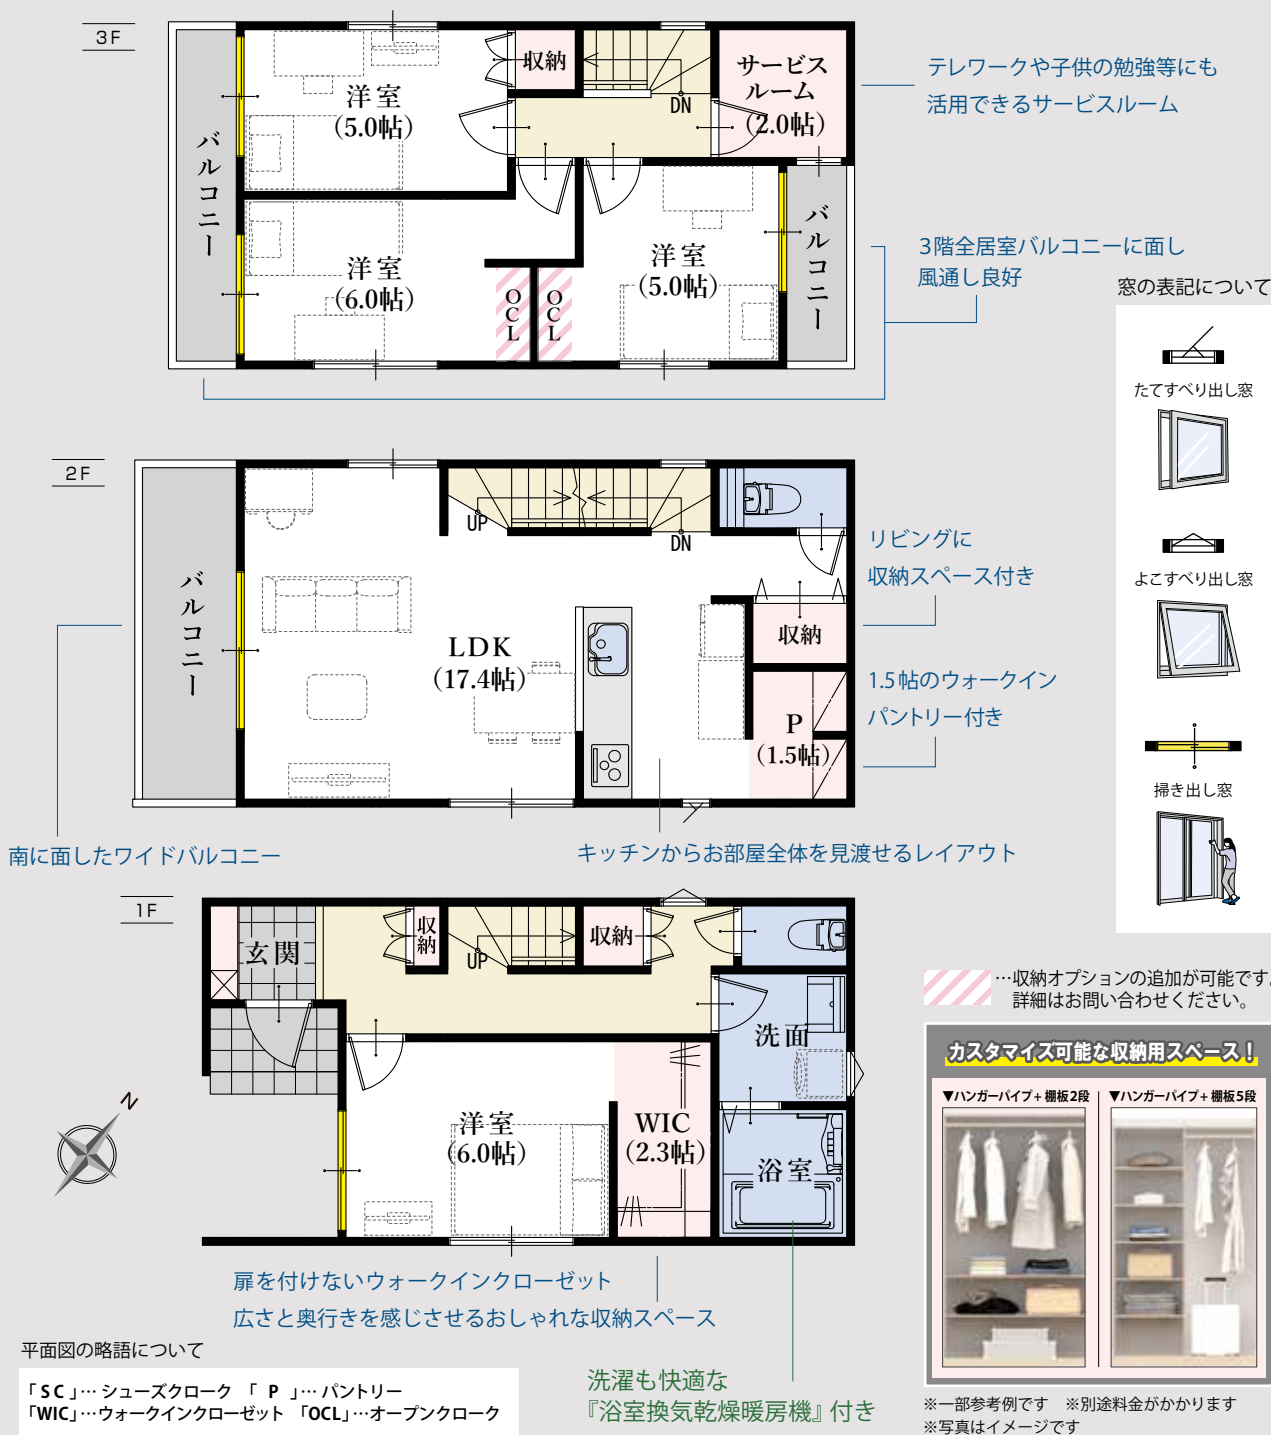 3F
洋室
(5.0帖)
収納
DN
サービス
ルーム
(2.0帖)
テレワークや子供の勉強等にも
活用できるサービスルーム
バルコニー
洋室
(6.0帖)
OCL
OCL
洋室
(5.0帖)
バルコニー
3階全居室バルコニーに面し
風通し良好
窓の表記について
たてすべり出し窓
よこすべり出し窓
掃き出し窓
2F
バルコニー
UP
DN
LDK
(17.4帖)
収納
P
(1.5帖)
リビングに
収納スペース付き
1.5帖のウォークイン
パントリー付き
南に面したワイドバルコニー
キッチンからお部屋全体を見渡せるレイアウト
1F
玄関
収納
UP
収納
洗面
洋室
(6.0帖)
WIC
(2.3帖)
浴室
N
扉を付けないウォークインクローゼット
広さと奥行きを感じさせるおしゃれな収納スペース
洗濯も快適な
『浴室換気乾燥暖房機』付き
…収納オプションの追加が可能です。
詳細はお問い合わせください。
カスタマイズ可能な収納用スペース！
▼ハンガーパイプ＋棚板2段
▼ハンガーパイプ＋棚板5段
※一部参考例です ※別途料金がかかります
※写真はイメージです
平面図の略語について
「SC」… シューズクローク 「P」… パントリー
「WIC」…ウォークインクローゼット 「OCL」…オープンクローク